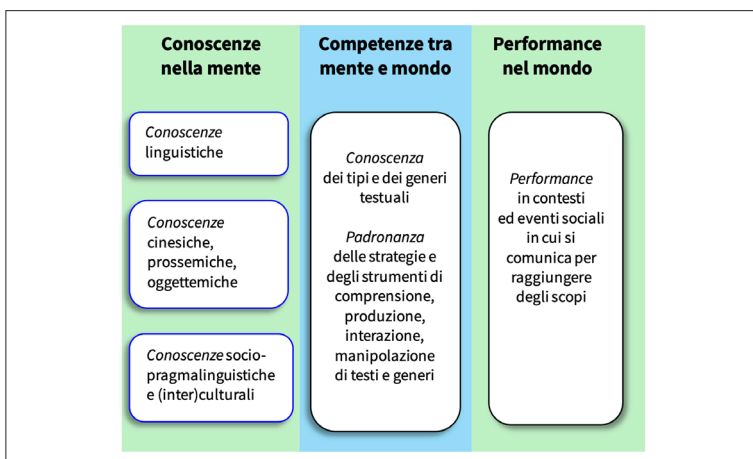 Conoscenze
nella mente
Competenze tra
mente e mondo
Performance
nel mondo
Conoscenze
linguistiche
Conoscenze
cinesiche,
prossemiche,
oggettemiche
Conoscenze socio-
pragmalinguistiche
e (inter)culturali
Conoscenza
dei tipi e dei generi
testuali
Padronanza
delle strategie e
degli strumenti di
comprensione,
produzione,
interazione,
manipolazione
di testi e generi
Performance
in contesti
ed eventi sociali
in cui si
comunica per
raggiungere
degli scopi